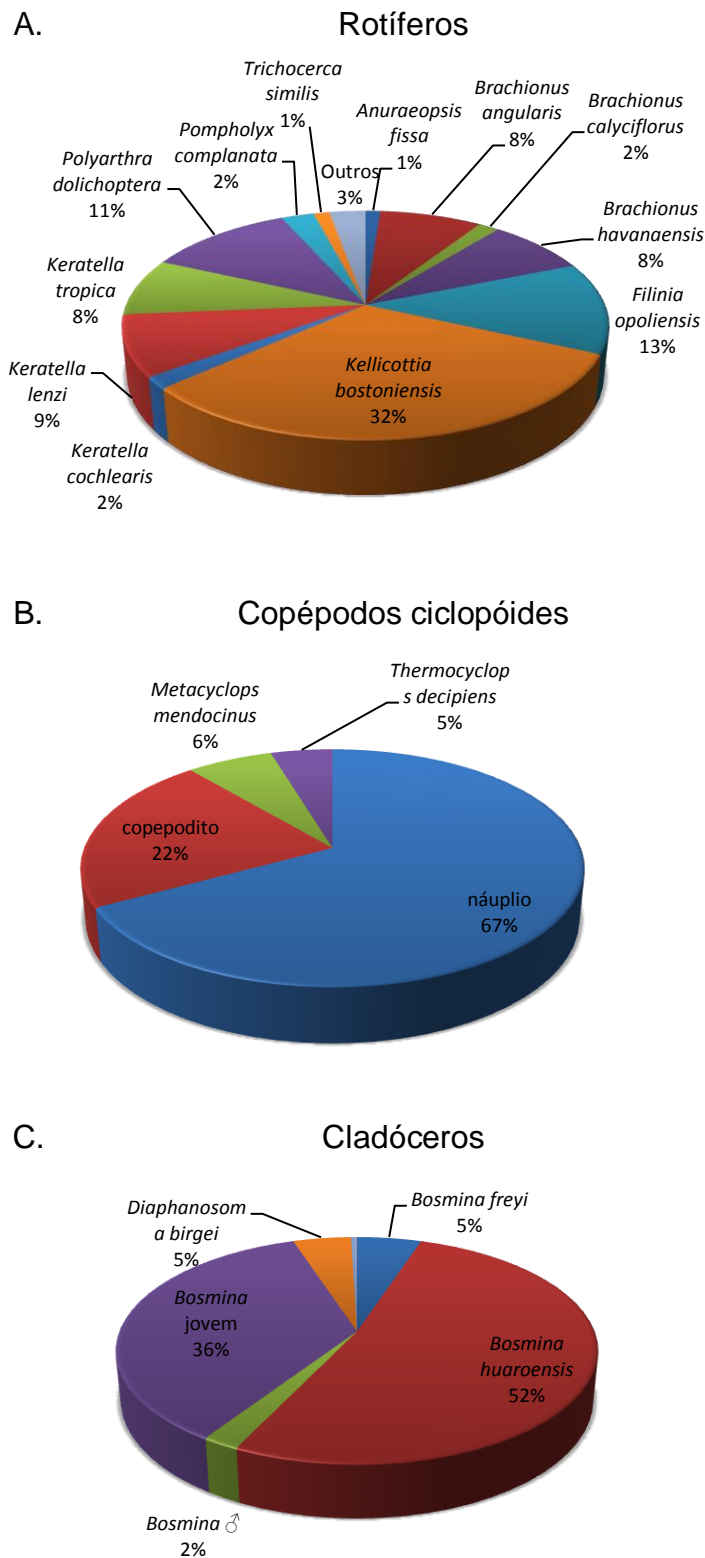 A.
Rotíferos
Trichocerca
similis
1%
Anuraeopsis
fissa
1%
Brachionus
angularis
8%
Brachionus
calyciflorus
2%
Pompholyx
complanata
2%
Outros
3%
Polyarthra
dolichoptera
11%
Brachionus
havanaensis
8%
Keratella
tropica
8%
Filinia
opoliensis
13%
Kellicottia
bostoniensis
32%
Keratella
lenzi
9%
Keratella
cochlearis
2%
B.
Copépodos ciclopóides
Thermocyclop
s decipiens
5%
Metacyclops
mendocinus
6%
copepodito
22%
náuplio
67%
C.
Cladóceros
Diaphanosom
a birgei
5%
Bosmina freyi
5%
Bosmina
jovem
36%
Bosmina
huaroensis
52%
Bosmina ♂
2%